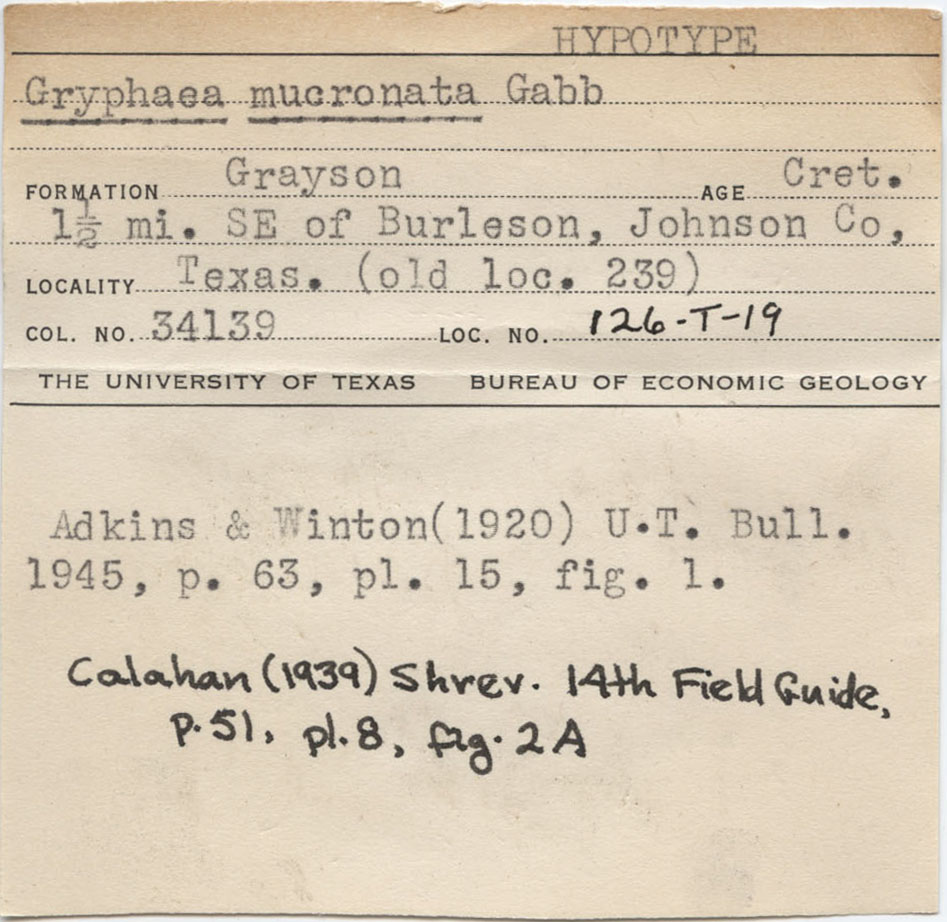 HYPOTYPE
Gryphaea mucronata Gabb
FORMATION Grayson AGE Cret.
1½ mi. SE of Burleson, Johnson Co,
LOCALITY Texas. (old loc. 239)
COL. NO. 34139 LOC. NO. 126-T-19
THE UNIVERSITY OF TEXAS BUREAU OF ECONOMIC GEOLOGY
Adkins & Winton(1920) U.T. Bull.
1945, p. 63, pl. 15, fig. 1.
Calahan (1939) Shrev. 14th Field Guide,
p. 51, pl. 8, fig. 2A